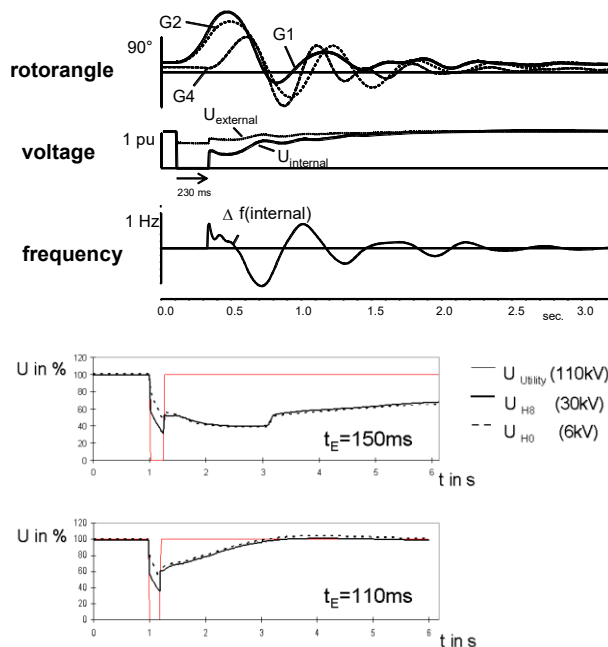 G2
90°
G1
rotorangle
G4
U external
1 pu
voltage
U internal
230 ms
1 Hz
Δ f(internal)
frequency
0.0 0.5 1.0 1.5 2.0 2.5 sec. 3.0
U in %
120
100
80
60
40
20
0
0 1 2 3 4 5 6
tE=150ms
t in s
U Utility (110kV)
U H8 (30kV)
U H0 (6kV)
U in %
120
100
80
60
40
20
0
0 1 2 3 4 5 6
tE=110ms
t in s